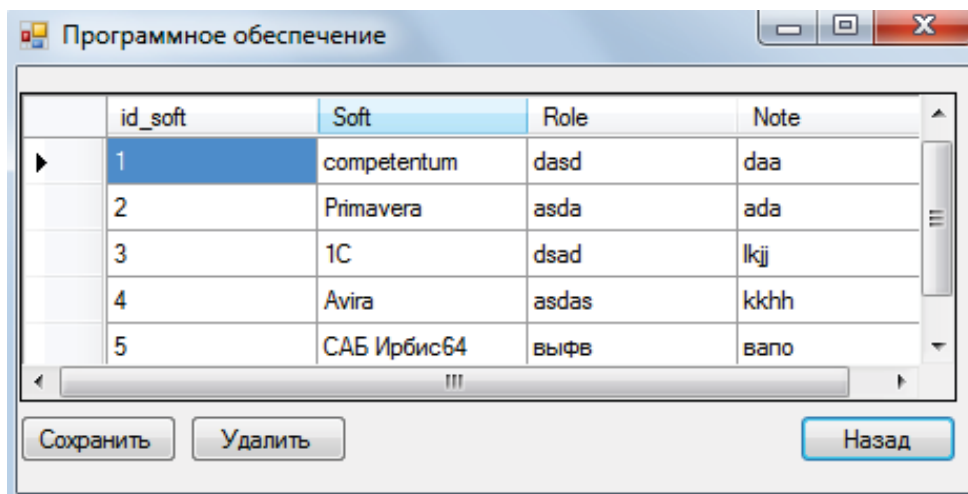 Программное обеспечение
id_soft Soft Role Note
1 competentum dasd daa
2 Primavera asda ada
3 1C dsad lkjj
4 Avira asdas kkhh
5 САБ Ирбис64 выфв вапо
Сохранить Удалить Назад